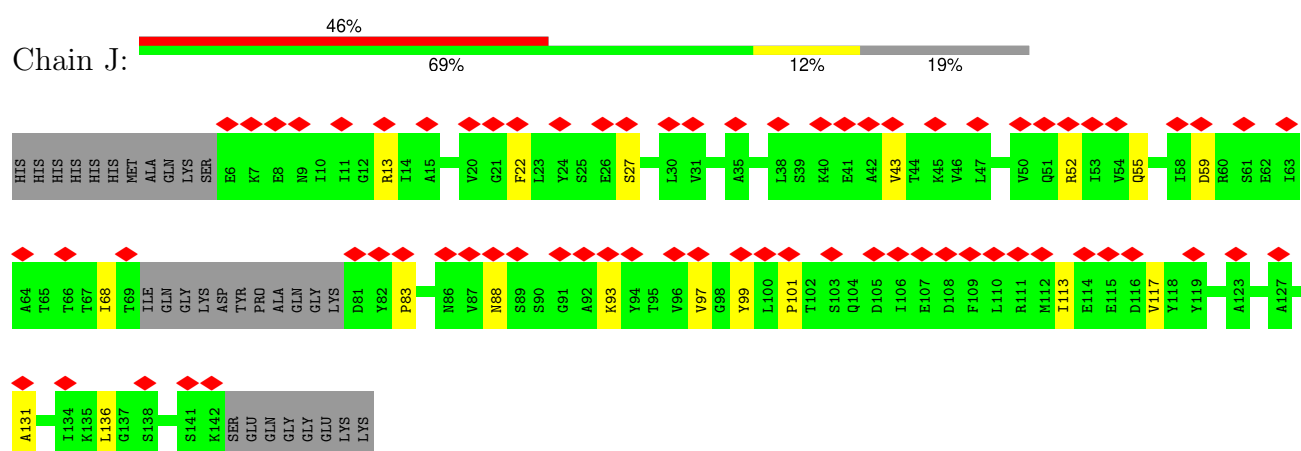 46%
Chain J:
69% 12% 19%
HIS HIS HIS HIS HIS HIS MET ALA GLN LYS SER E6 K7 E8 N9 I10 I11 G12 R13 I14 A15 V20 G21 F22 L23 Y24 S25 E26 S27 L30 V31 A35 L38 S39 K40 E41 A42 V43 T44 K45 V46 L47 V50 Q51 R52 I53 V54 Q55 I58 D59 R60 S61 E62 I63
A64 T65 T66 T67 I68 T69 ILE GLN GLY LYS ASP TYR PRO ALA GLN GLY LYS D81 Y82 P83 N86 V87 N88 S89 S90 G91 A92 K93 Y94 T95 V96 V97 G98 Y99 L100 P101 T102 S103 Q104 D105 I106 E107 D108 F109 L110 R111 M112 I113 E114 E115 D116 V117 Y118 Y119 A123 A127
A131 I134 K135 L136 G137 S138 S141 K142 SER GLU GLN GLY GLY GLU LYS LYS